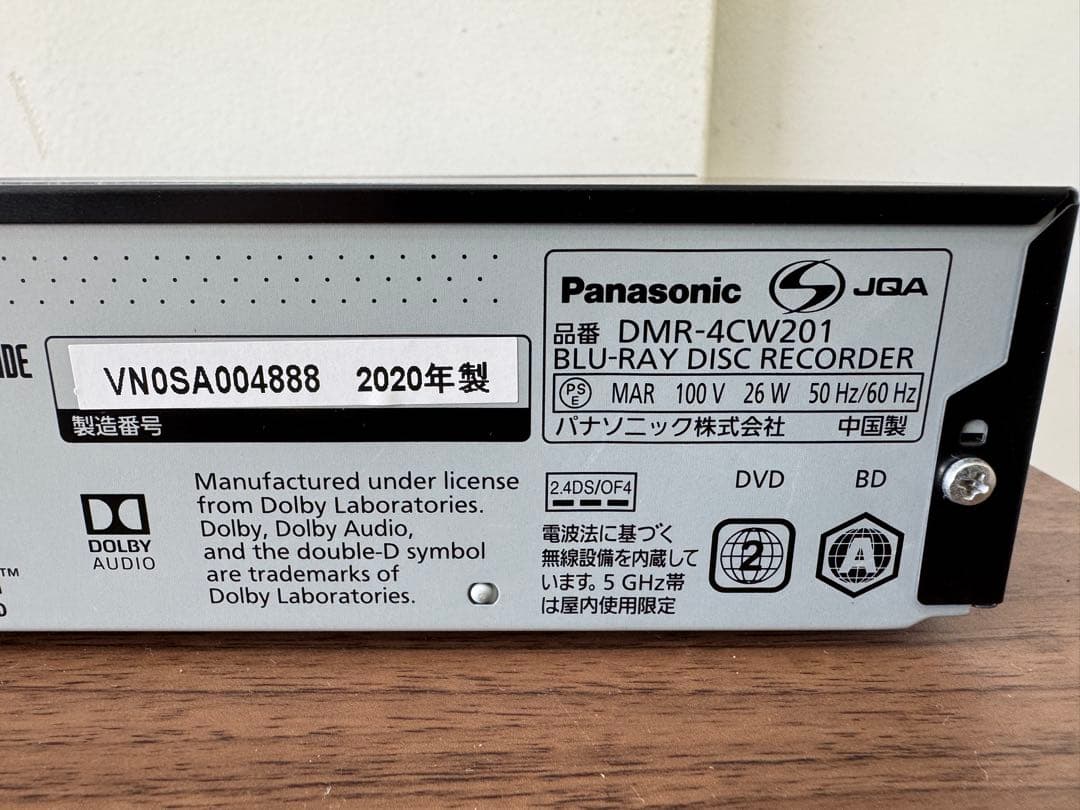 VN0SA004888 2020年製
製造番号
Panasonic S JQA
品番 DMR-4CW201
BLU-RAY DISC RECORDER
PS E MAR 100 V 26 W 50 Hz/60 Hz
パナソニック株式会社 中国製
DOLBY
AUDIO
Manufactured under license
from Dolby Laboratories.
Dolby, Dolby Audio,
and the double-D symbol
are trademarks of
Dolby Laboratories.
2.4DS/OF4
電波法に基づく
無線設備を内蔵して
います。5 GHz帯
は屋内使用限定
DVD
2
BD
A
TM